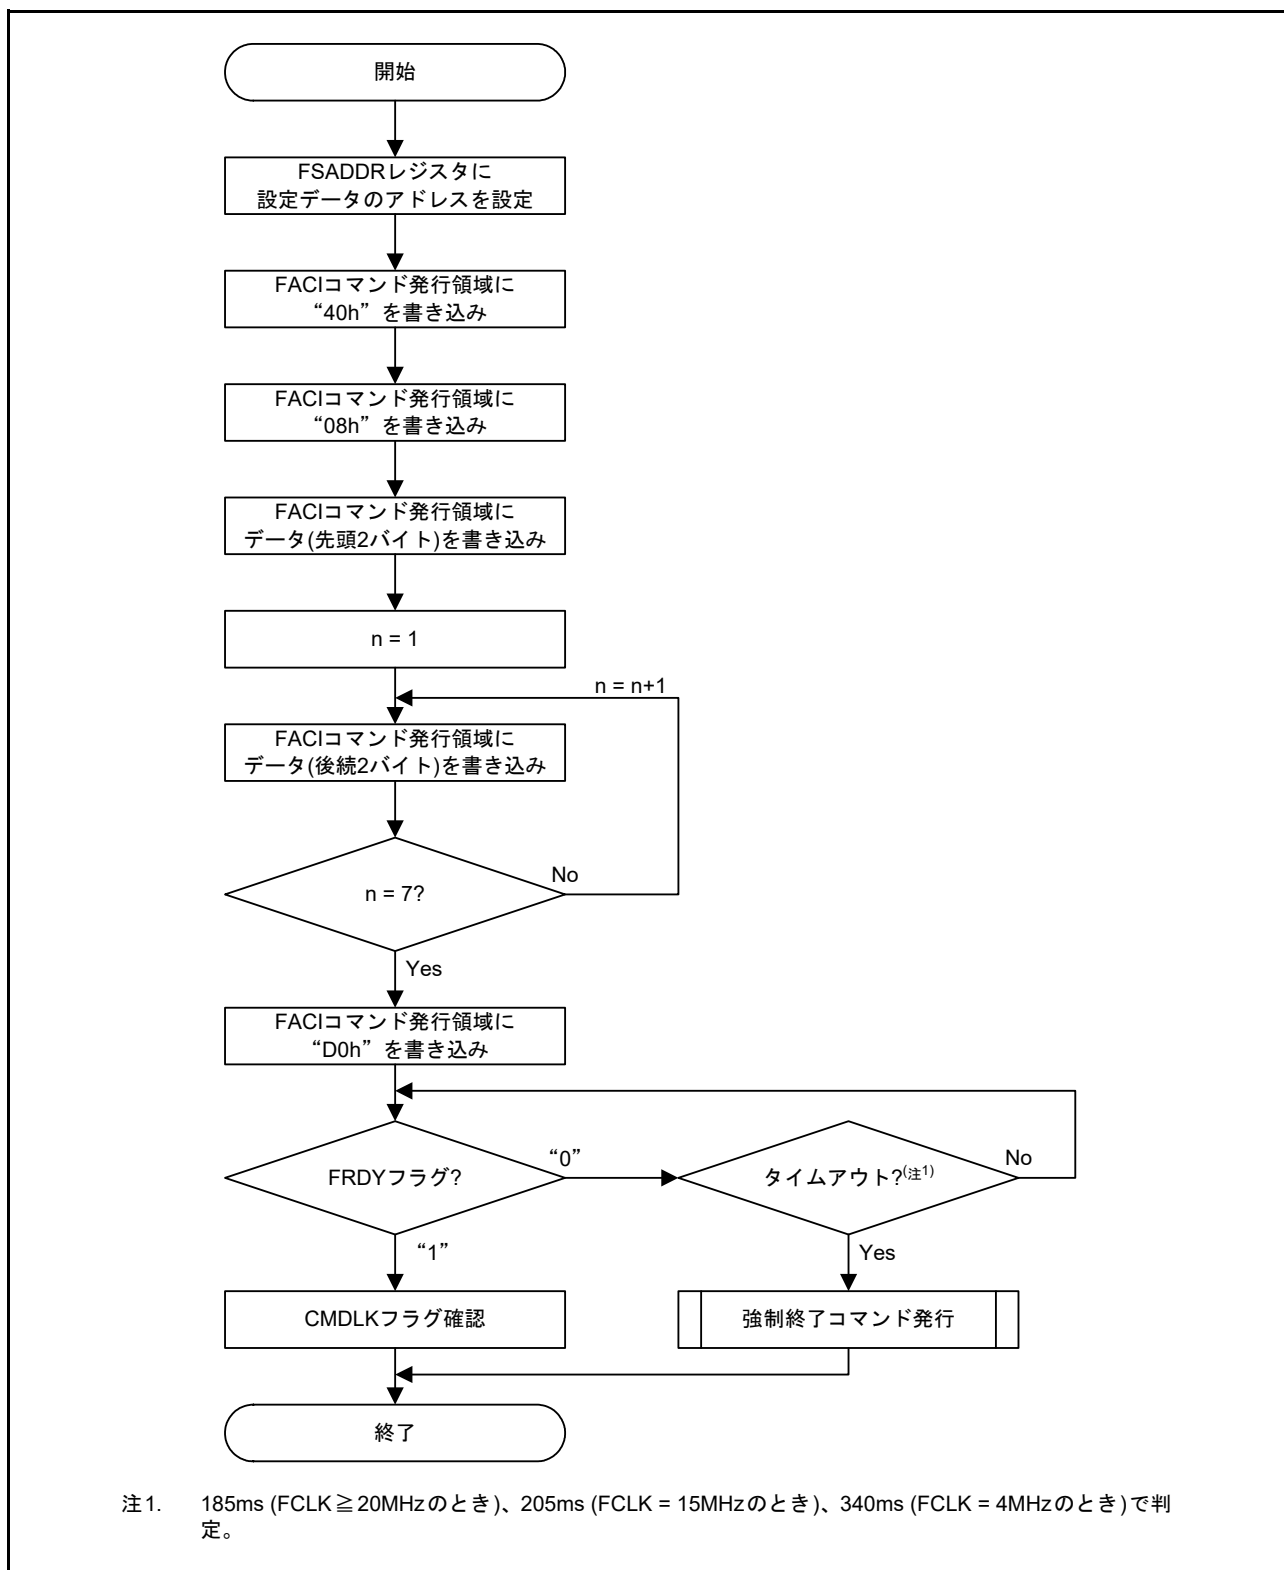 開始
FSADDRレジスタに
設定データのアドレスを設定
FACIコマンド発行領域に
“40h”を書き込み
FACIコマンド発行領域に
“08h”を書き込み
FACIコマンド発行領域に
データ(先頭2バイト)を書き込み
n = 1
n = n+1
FACIコマンド発行領域に
データ(後続2バイト)を書き込み
No
n = 7?
Yes
FACIコマンド発行領域に
“D0h”を書き込み
“0”
No
FRDYフラグ?
タイムアウト?(注1)
“1”
Yes
CMDLKフラグ確認
強制終了コマンド発行
終了
注1. 185ms (FCLK≧20MHzのとき)、205ms (FCLK = 15MHzのとき)、340ms (FCLK = 4MHzのとき)で判
定。